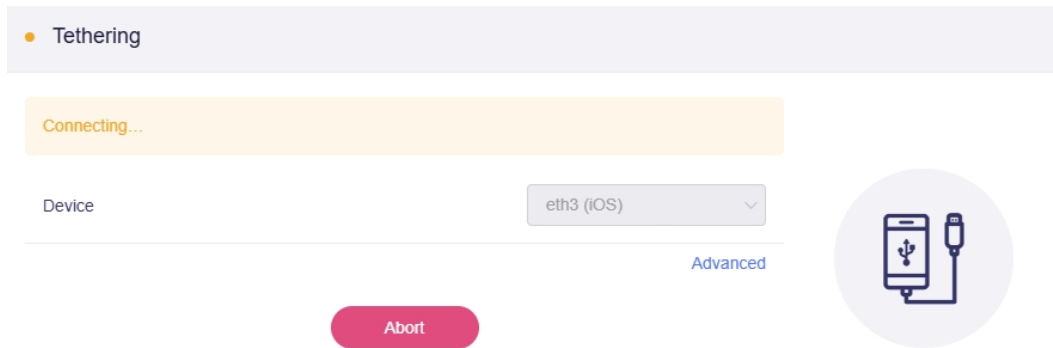 Tethering
Connecting...
Device
eth3 (iOS)
Advanced
Abort